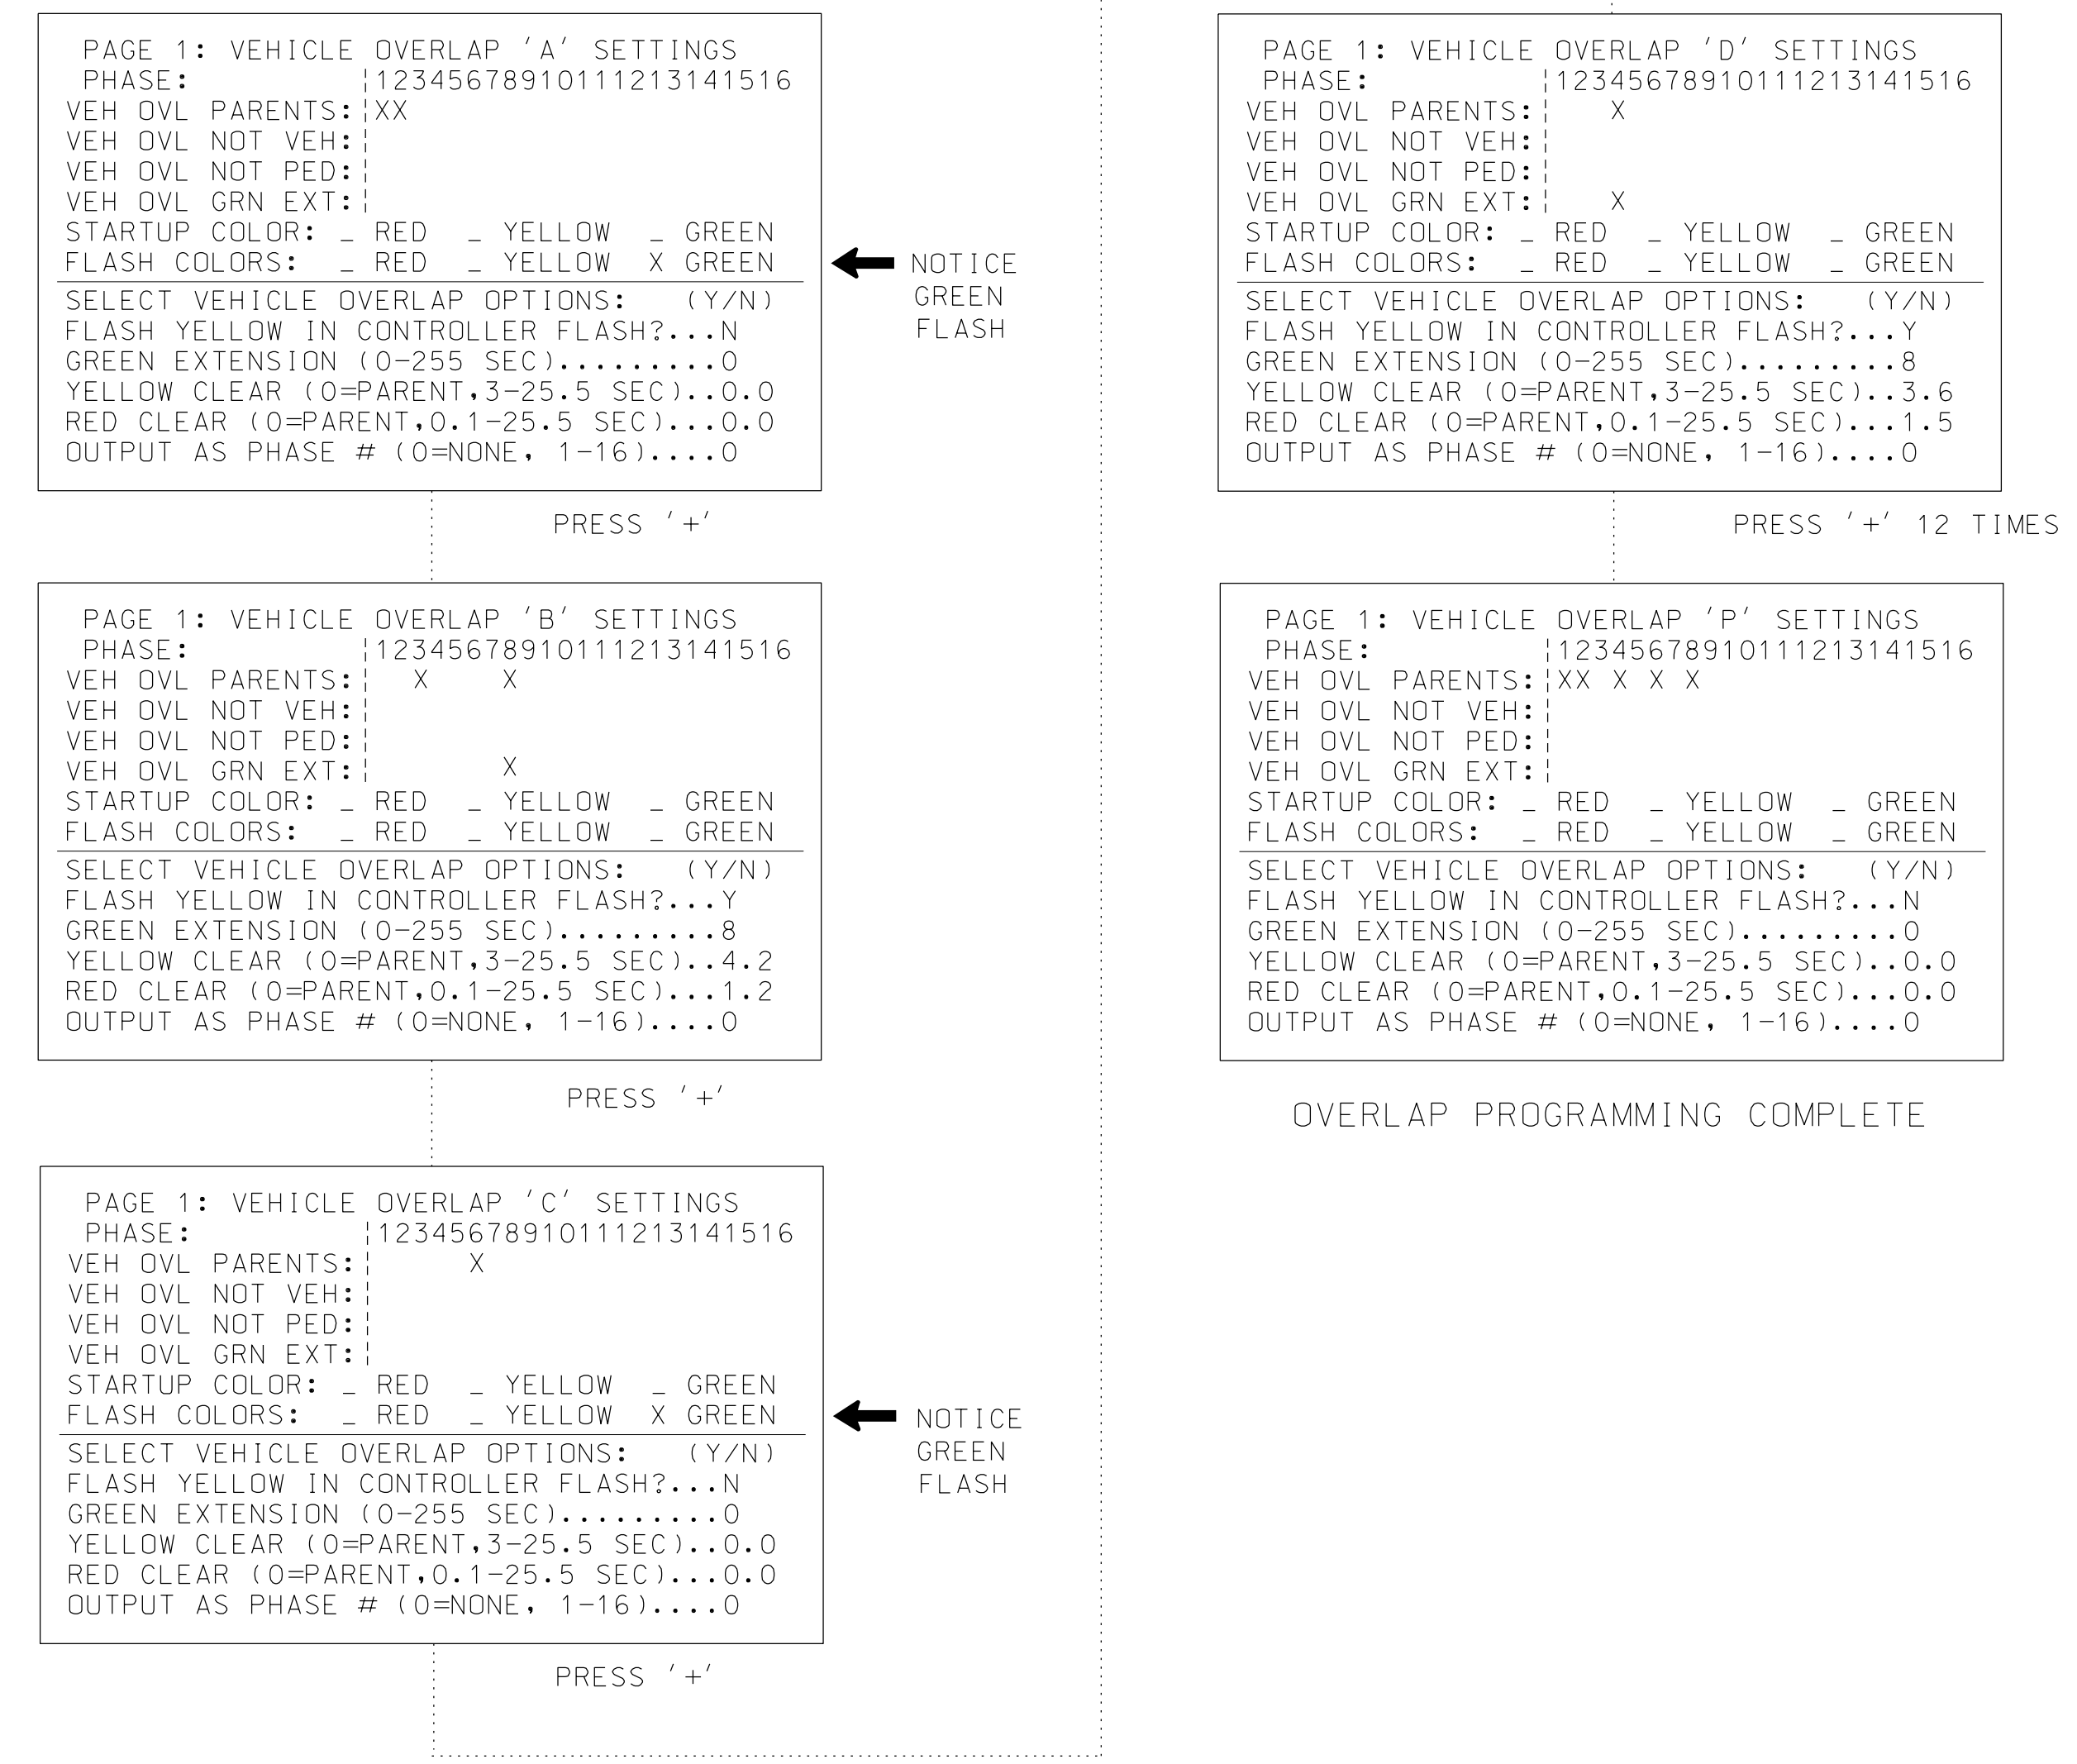 PAGE 1: VEHICLE OVERLAP 'A' SETTINGS
PHASE: |12345678910111213141516
VEH OVL PARENTS:|XX
VEH OVL NOT VEH:|
VEH OVL NOT PED:|
VEH OVL GRN EXT:|
STARTUP COLOR: _ RED _ YELLOW _ GREEN
FLASH COLORS: _ RED _ YELLOW X GREEN
NOTICE
GREEN
FLASH
SELECT VEHICLE OVERLAP OPTIONS: (Y/N)
FLASH YELLOW IN CONTROLLER FLASH?...N
GREEN EXTENSION (0-255 SEC).........0
YELLOW CLEAR (0=PARENT,3-25.5 SEC)..0.0
RED CLEAR (0=PARENT,0.1-25.5 SEC)...0.0
OUTPUT AS PHASE # (0=NONE, 1-16)....0
PRESS '+'
PAGE 1: VEHICLE OVERLAP 'B' SETTINGS
PHASE: |12345678910111213141516
VEH OVL PARENTS:| X X
VEH OVL NOT VEH:|
VEH OVL NOT PED:|
VEH OVL GRN EXT:| X
STARTUP COLOR: _ RED _ YELLOW _ GREEN
FLASH COLORS: _ RED _ YELLOW _ GREEN
SELECT VEHICLE OVERLAP OPTIONS: (Y/N)
FLASH YELLOW IN CONTROLLER FLASH?...Y
GREEN EXTENSION (0-255 SEC).........8
YELLOW CLEAR (0=PARENT,3-25.5 SEC)..4.2
RED CLEAR (0=PARENT,0.1-25.5 SEC)...1.2
OUTPUT AS PHASE # (0=NONE, 1-16)....0
PRESS '+'
PAGE 1: VEHICLE OVERLAP 'C' SETTINGS
PHASE: |12345678910111213141516
VEH OVL PARENTS:| X
VEH OVL NOT VEH:|
VEH OVL NOT PED:|
VEH OVL GRN EXT:|
STARTUP COLOR: _ RED _ YELLOW _ GREEN
FLASH COLORS: _ RED _ YELLOW X GREEN
NOTICE
GREEN
FLASH
SELECT VEHICLE OVERLAP OPTIONS: (Y/N)
FLASH YELLOW IN CONTROLLER FLASH?...N
GREEN EXTENSION (0-255 SEC).........0
YELLOW CLEAR (0=PARENT,3-25.5 SEC)..0.0
RED CLEAR (0=PARENT,0.1-25.5 SEC)...0.0
OUTPUT AS PHASE # (0=NONE, 1-16)....0
PRESS '+'
PAGE 1: VEHICLE OVERLAP 'D' SETTINGS
PHASE: |12345678910111213141516
VEH OVL PARENTS:| X
VEH OVL NOT VEH:|
VEH OVL NOT PED:|
VEH OVL GRN EXT:| X
STARTUP COLOR: _ RED _ YELLOW _ GREEN
FLASH COLORS: _ RED _ YELLOW _ GREEN
SELECT VEHICLE OVERLAP OPTIONS: (Y/N)
FLASH YELLOW IN CONTROLLER FLASH?...Y
GREEN EXTENSION (0-255 SEC).........8
YELLOW CLEAR (0=PARENT,3-25.5 SEC)..3.6
RED CLEAR (0=PARENT,0.1-25.5 SEC)...1.5
OUTPUT AS PHASE # (0=NONE, 1-16)....0
PRESS '+' 12 TIMES
PAGE 1: VEHICLE OVERLAP 'P' SETTINGS
PHASE: |12345678910111213141516
VEH OVL PARENTS:|XX X X X
VEH OVL NOT VEH:|
VEH OVL NOT PED:|
VEH OVL GRN EXT:|
STARTUP COLOR: _ RED _ YELLOW _ GREEN
FLASH COLORS: _ RED _ YELLOW _ GREEN
SELECT VEHICLE OVERLAP OPTIONS: (Y/N)
FLASH YELLOW IN CONTROLLER FLASH?...N
GREEN EXTENSION (0-255 SEC).........0
YELLOW CLEAR (0=PARENT,3-25.5 SEC)..0.0
RED CLEAR (0=PARENT,0.1-25.5 SEC)...0.0
OUTPUT AS PHASE # (0=NONE, 1-16)....0
OVERLAP PROGRAMMING COMPLETE